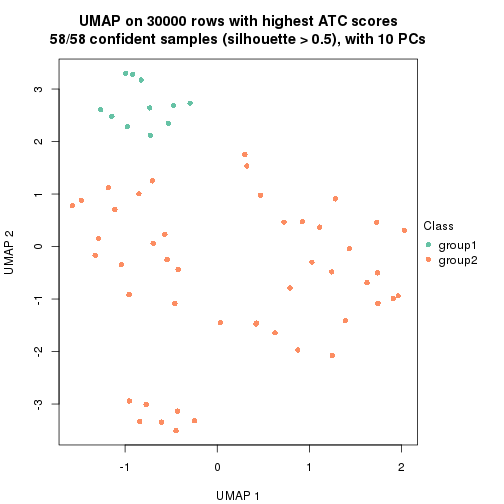 UMAP on 30000 rows with highest ATC scores
58/58 confident samples (silhouette > 0.5), with 10 PCs
3
2
1
0
-1
-2
-3
UMAP 2
Class
group1
group2
-1
0
1
2
UMAP 1